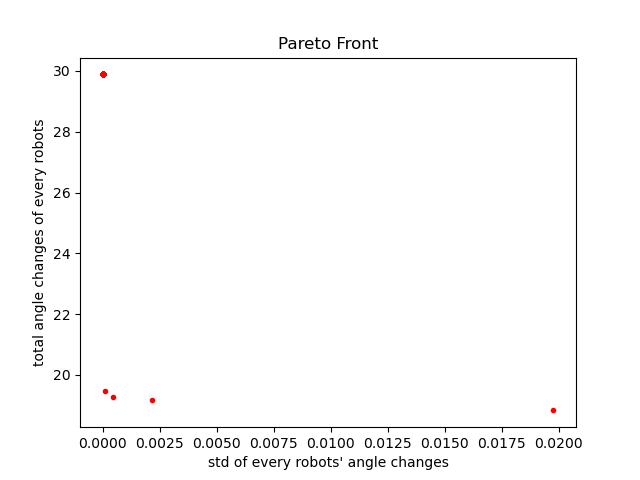 Pareto Front
total angle changes of every robots
30
28
26
24
22
20
0.0000 0.0025 0.0050 0.0075 0.0100 0.0125 0.0150 0.0175 0.0200
std of every robots' angle changes